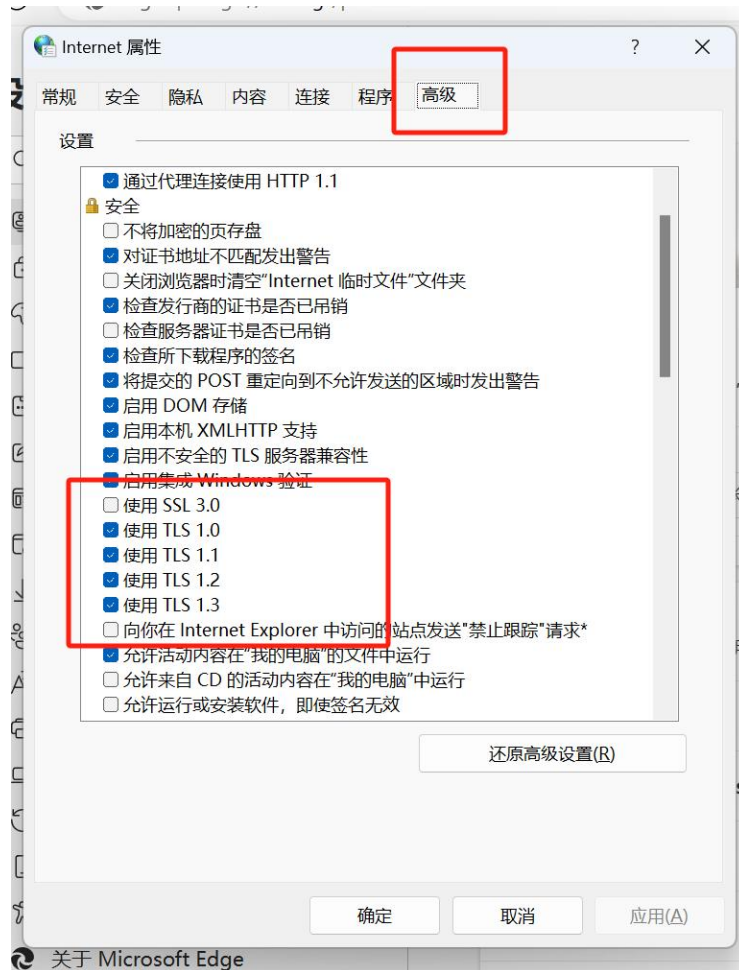 Internet 属性
?
常规 安全 隐私 内容 连接 程序 高级
设置
通过代理连接使用 HTTP 1.1
安全
不将加密的页存盘
对证书地址不匹配发出警告
关闭浏览器时清空"Internet 临时文件"文件夹
检查发行商的证书是否已吊销
检查服务器证书是否已吊销
检查所下载程序的签名
将提交的 POST 重定向到不允许发送的区域时发出警告
启用 DOM 存储
启用本机 XMLHTTP 支持
启用不安全的 TLS 服务器兼容性
启用集成 Windows 验证
使用 SSL 3.0
使用 TLS 1.0
使用 TLS 1.1
使用 TLS 1.2
使用 TLS 1.3
向你在 Internet Explorer 中访问的站点发送"禁止跟踪"请求*
允许活动内容在"我的电脑"的文件中运行
允许来自 CD 的活动内容在"我的电脑"中运行
允许运行或安装软件，即使签名无效
还原高级设置(R)
确定 取消 应用(A)
关于 Microsoft Edge